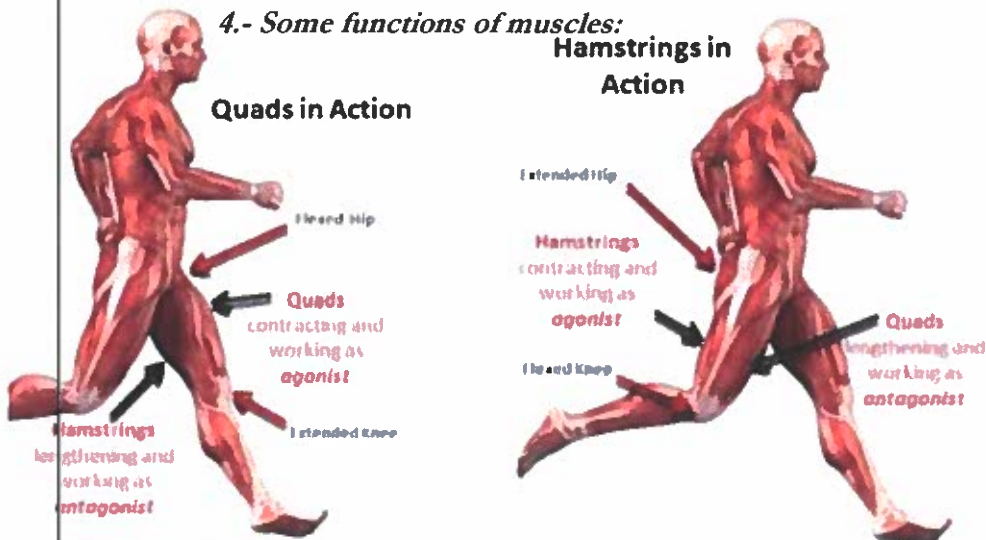 4.- Some functions of muscles:
Quads in Action
Flexed Hip
Quads
contracting and
working as
agonist
Extended Knee
Hamstrings
lengthening and
working as
antagonist
Hamstrings in
Action
Extended Hip
Hamstrings
contracting and
working as
agonist
Flexed Knee
Quads
lengthening and
working as
antagonist